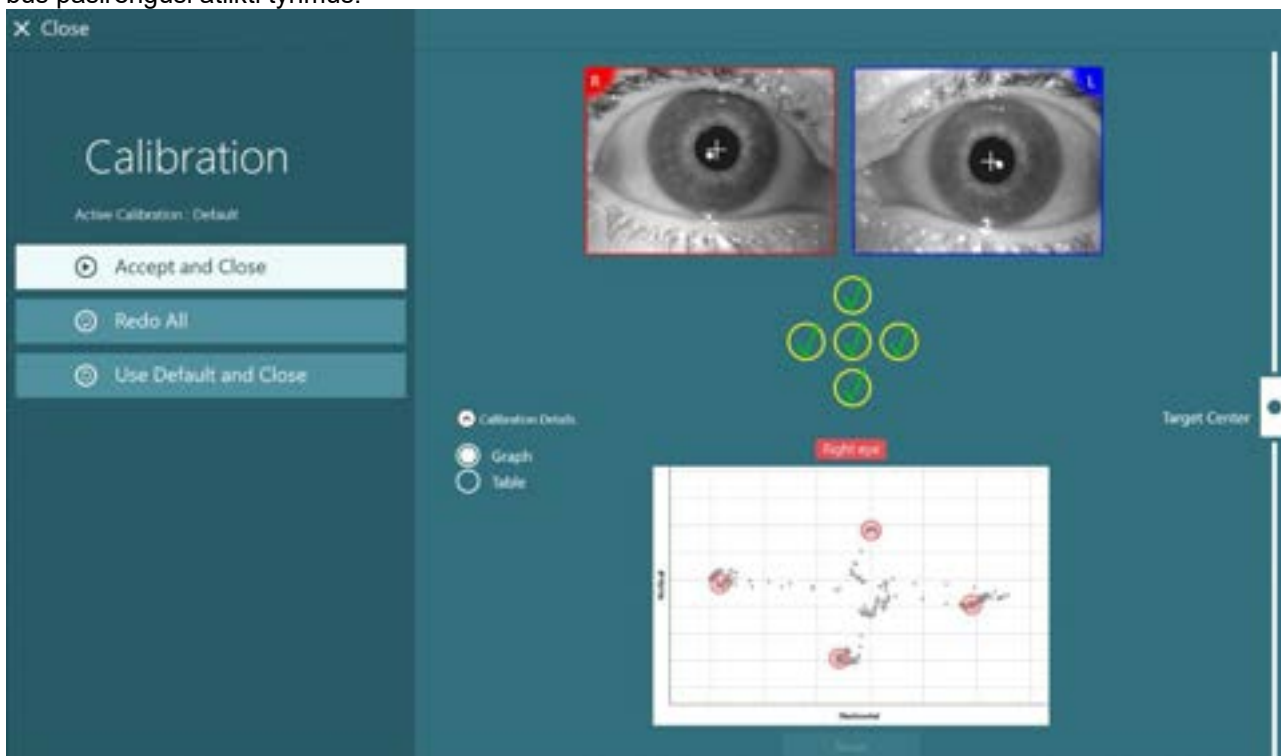 Close
R
L
Calibration
Active Calibration : Default
Accept and Close
Redo All
Use Default and Close
Calibration Details
Target Center
Right eye
Graph
Table
Vertical
Horizontal